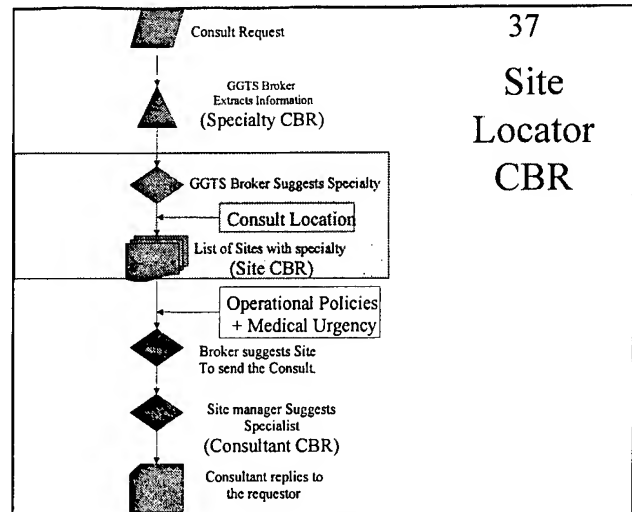 Consult Request
37
Site
Locator
CBR
GGTS Broker
Extracts Information
(Specialty CBR)
GGTS Broker Suggests Specialty
Consult Location
List of Sites with specialty
(Site CBR)
Operational Policies
+ Medical Urgency
Broker suggests Site
To send the Consult.
Site manager Suggests
Specialist
(Consultant CBR)
Consultant replies to
the requestor